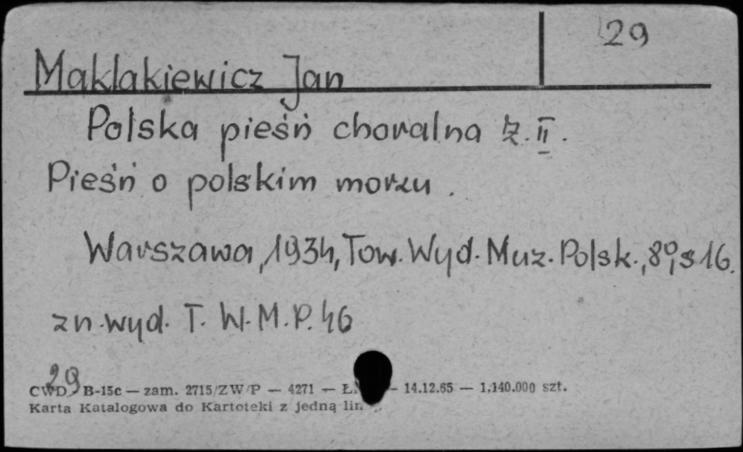 29
Maklakiewicz Jan
Polska pieśń choralna z. II.
Pieśń o polskim morzu.
Warszawa, 1934, Tow. Wyd. Muz. Polsk., 8º, s 16.
zn. wyd. T. W. M. P. 46
29
CWD B-15c — zam. 2715/ZW/P — 4271 — — 14.12.65 — 1.140.000 szt.
Karta Katalogowa do Kartoteki z jedną